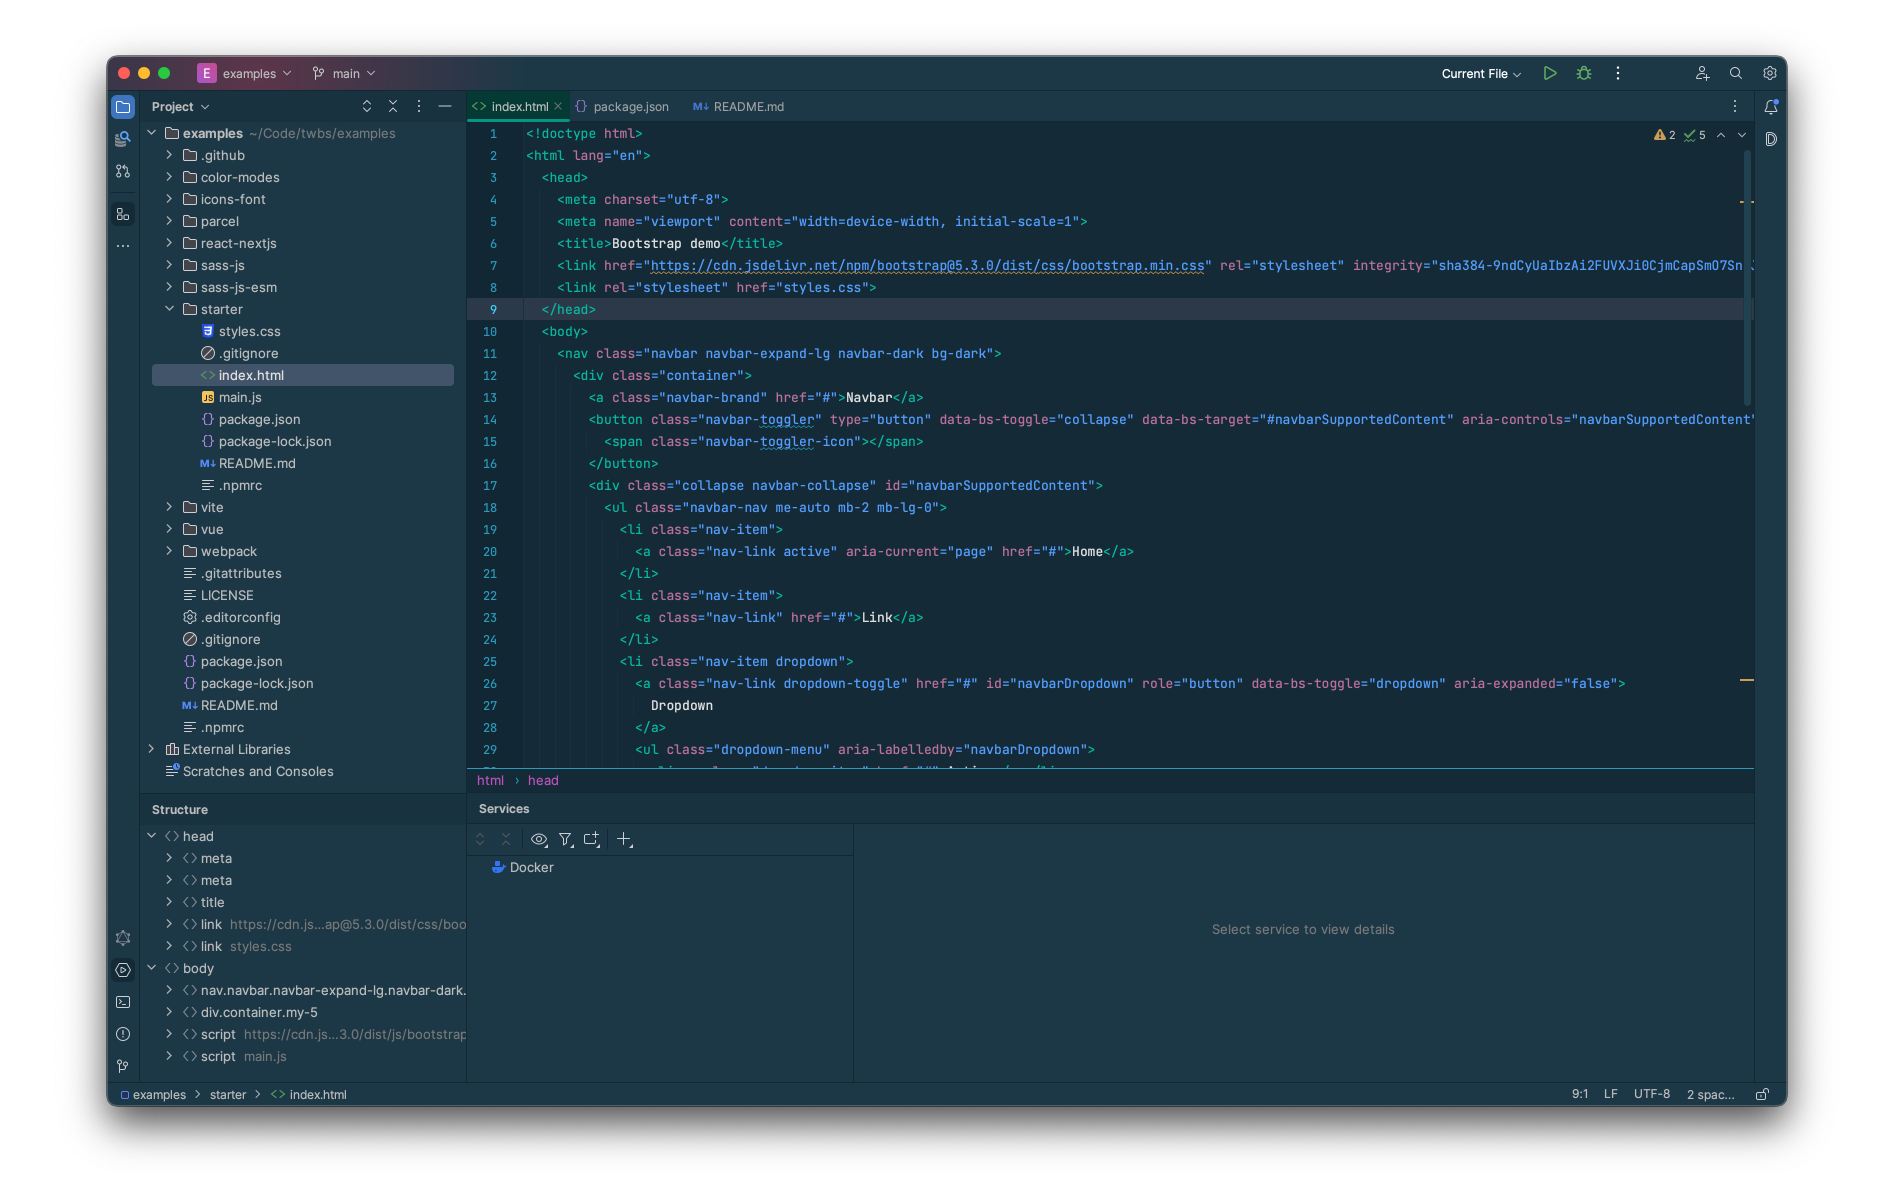 E examples main
Current File
Project
examples ~/Code/twbs/examples
.github
color-modes
icons-font
parcel
react-nextjs
sass-js
sass-js-esm
starter
styles.css
.gitignore
index.html
JS main.js
package.json
package-lock.json
M↓ README.md
.npmrc
vite
vue
webpack
.gitattributes
LICENSE
.editorconfig
.gitignore
package.json
package-lock.json
M↓ README.md
.npmrc
External Libraries
Scratches and Consoles
Structure
head
meta
meta
title
link https://cdn.js...ap@5.3.0/dist/css/boo
link styles.css
body
nav.navbar.navbar-expand-lg.navbar-dark.
div.container.my-5
script https://cdn.js...3.0/dist/js/bootstrap
script main.js
index.html package.json M↓ README.md
2 5
1 <!doctype html>
2 <html lang="en">
3 <head>
4 <meta charset="utf-8">
5 <meta name="viewport" content="width=device-width, initial-scale=1">
6 <title>Bootstrap demo</title>
7 <link href="https://cdn.jsdelivr.net/npm/bootstrap@5.3.0/dist/css/bootstrap.min.css" rel="stylesheet" integrity="sha384-9ndCyUaIbzAi2FUVXJi0CjmCapSmO7Sn
8 <link rel="stylesheet" href="styles.css">
9 </head>
10 <body>
11 <nav class="navbar navbar-expand-lg navbar-dark bg-dark">
12 <div class="container">
13 <a class="navbar-brand" href="#">Navbar</a>
14 <button class="navbar-toggler" type="button" data-bs-toggle="collapse" data-bs-target="#navbarSupportedContent" aria-controls="navbarSupportedContent"
15 <span class="navbar-toggler-icon"></span>
16 </button>
17 <div class="collapse navbar-collapse" id="navbarSupportedContent">
18 <ul class="navbar-nav me-auto mb-2 mb-lg-0">
19 <li class="nav-item">
20 <a class="nav-link active" aria-current="page" href="#">Home</a>
21 </li>
22 <li class="nav-item">
23 <a class="nav-link" href="#">Link</a>
24 </li>
25 <li class="nav-item dropdown">
26 <a class="nav-link dropdown-toggle" href="#" id="navbarDropdown" role="button" data-bs-toggle="dropdown" aria-expanded="false">
27 Dropdown
28 </a>
29 <ul class="dropdown-menu" aria-labelledby="navbarDropdown">
html › head
Services
Docker
Select service to view details
examples > starter > index.html
9:1 LF UTF-8 2 spac...